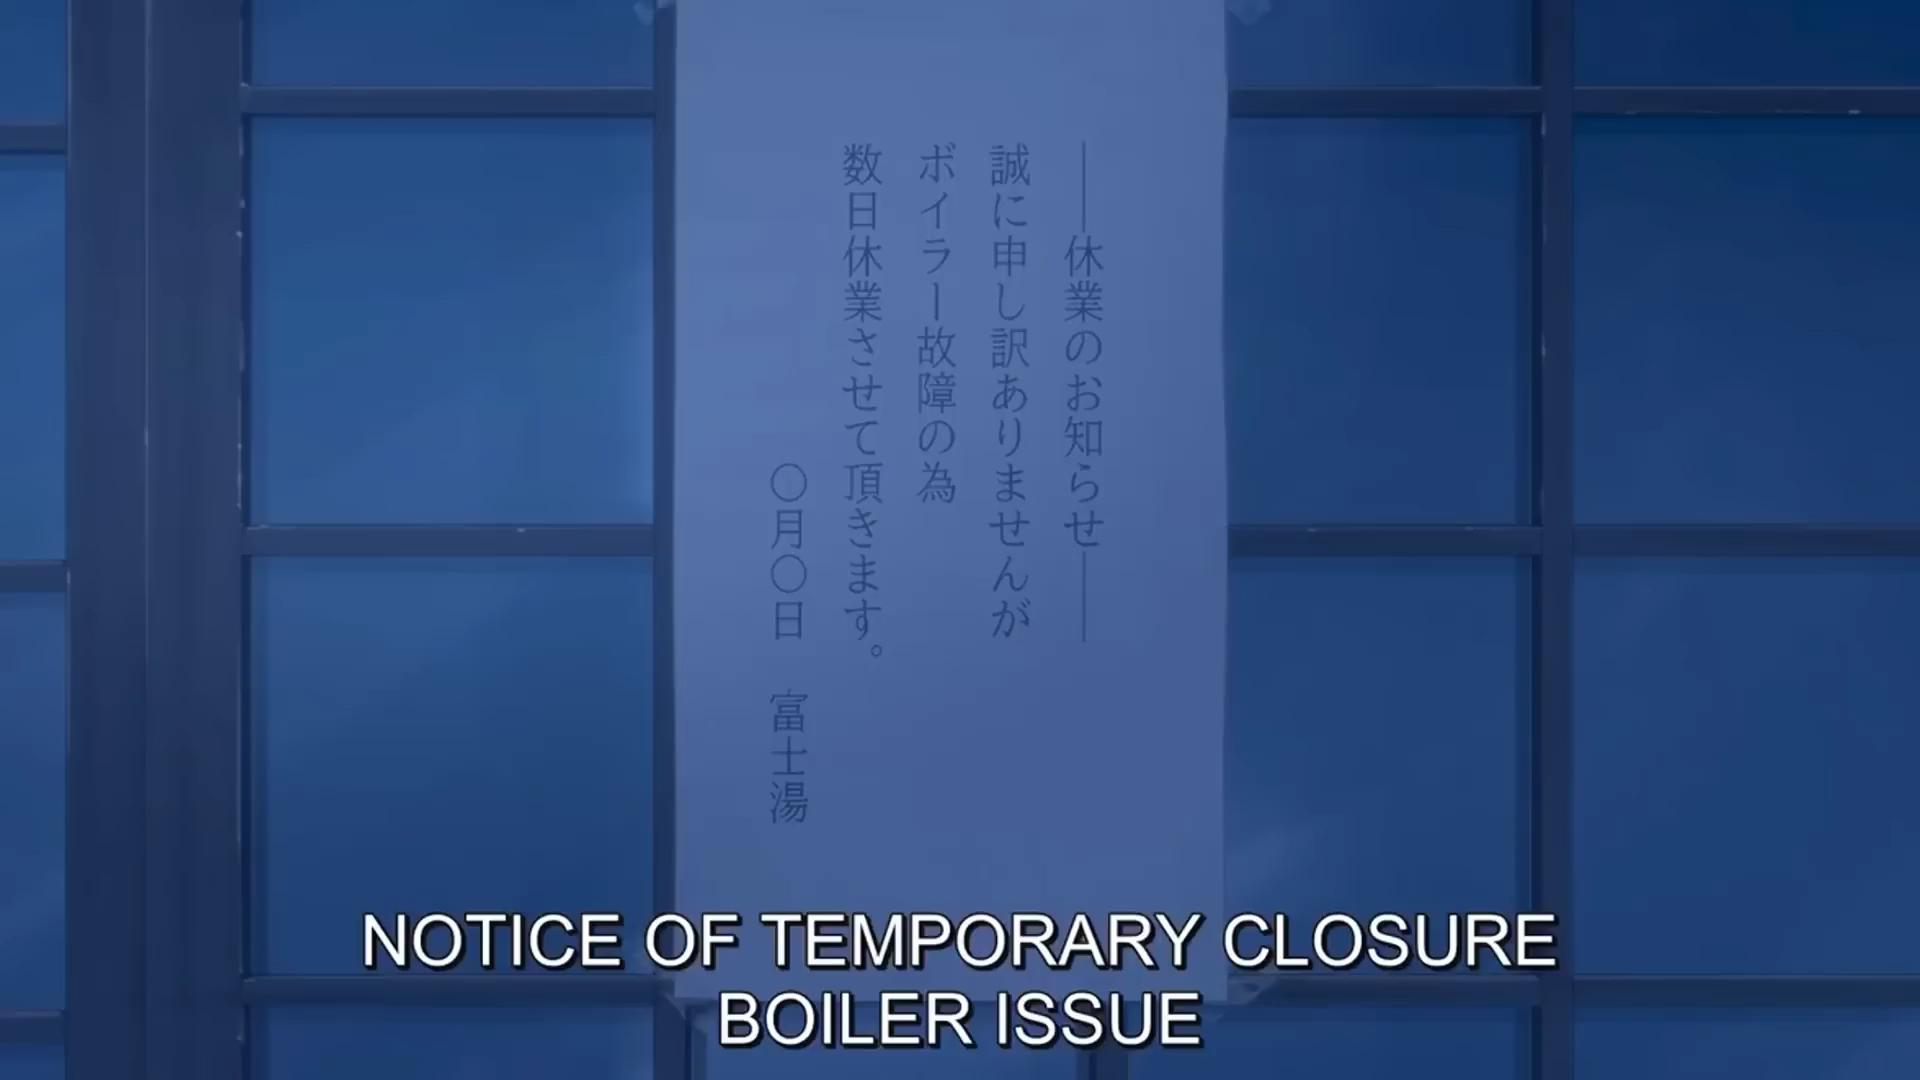 ――休業のお知らせ――
誠に申し訳ありませんが
ボイラー故障の為
数日休業させて頂きます。
〇月〇日　富士湯
NOTICE OF TEMPORARY CLOSURE
BOILER ISSUE